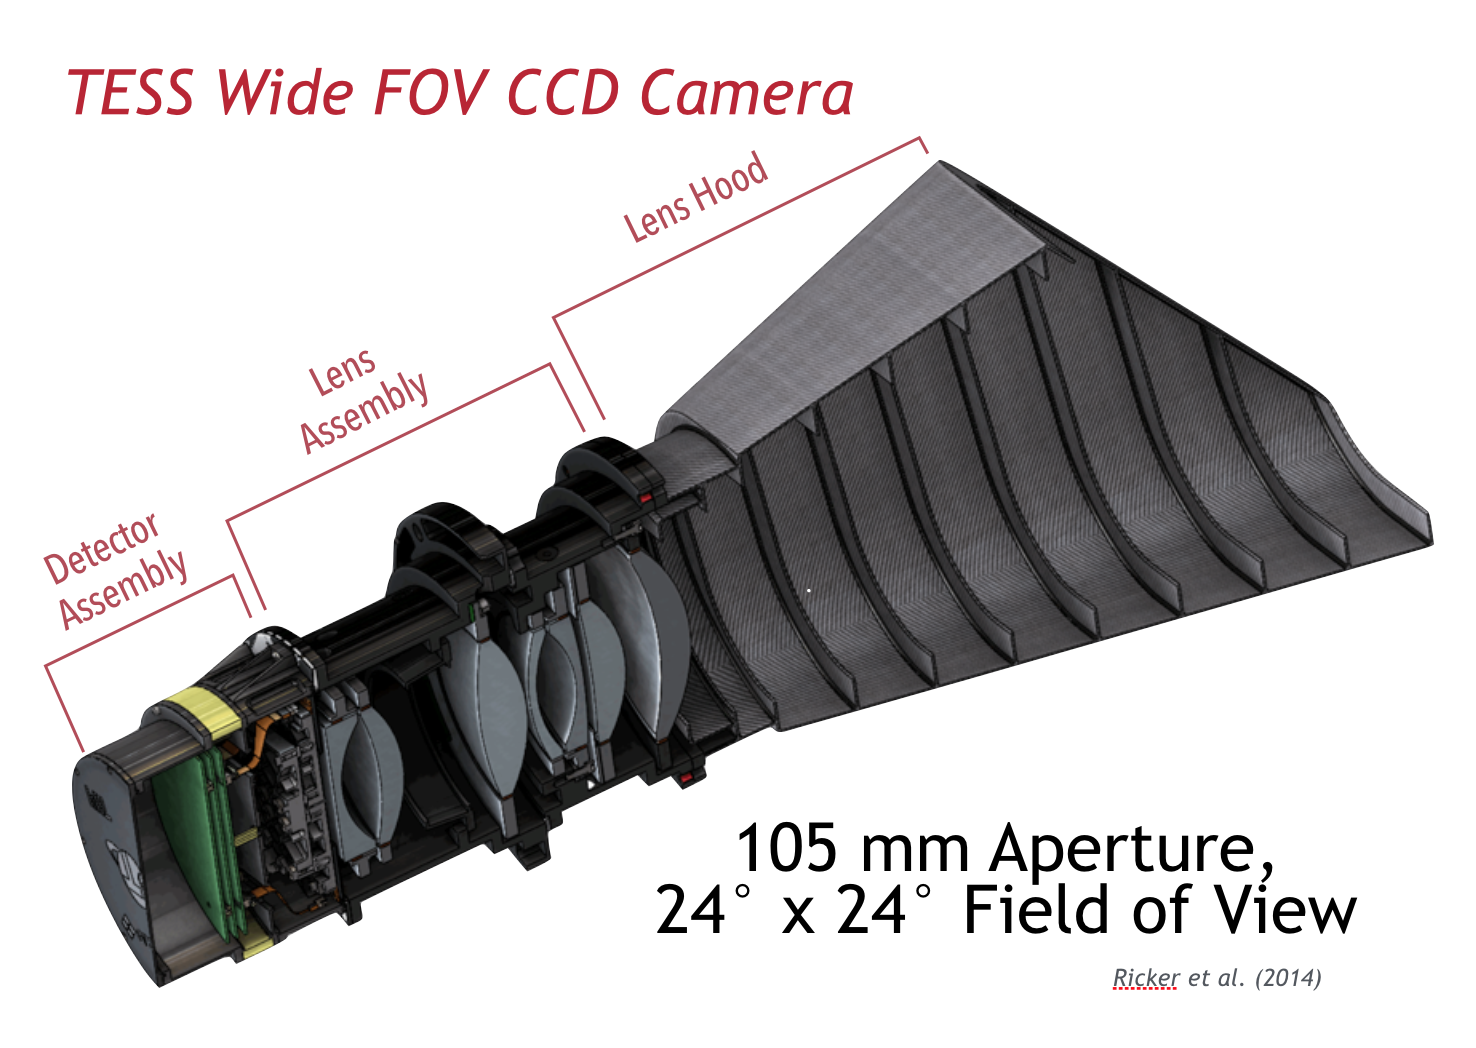 TESS Wide FOV CCD Camera
Lens Hood
Lens
Assembly
Detector
Assembly
105 mm Aperture,
24° x 24° Field of View
Ricker et al. (2014)